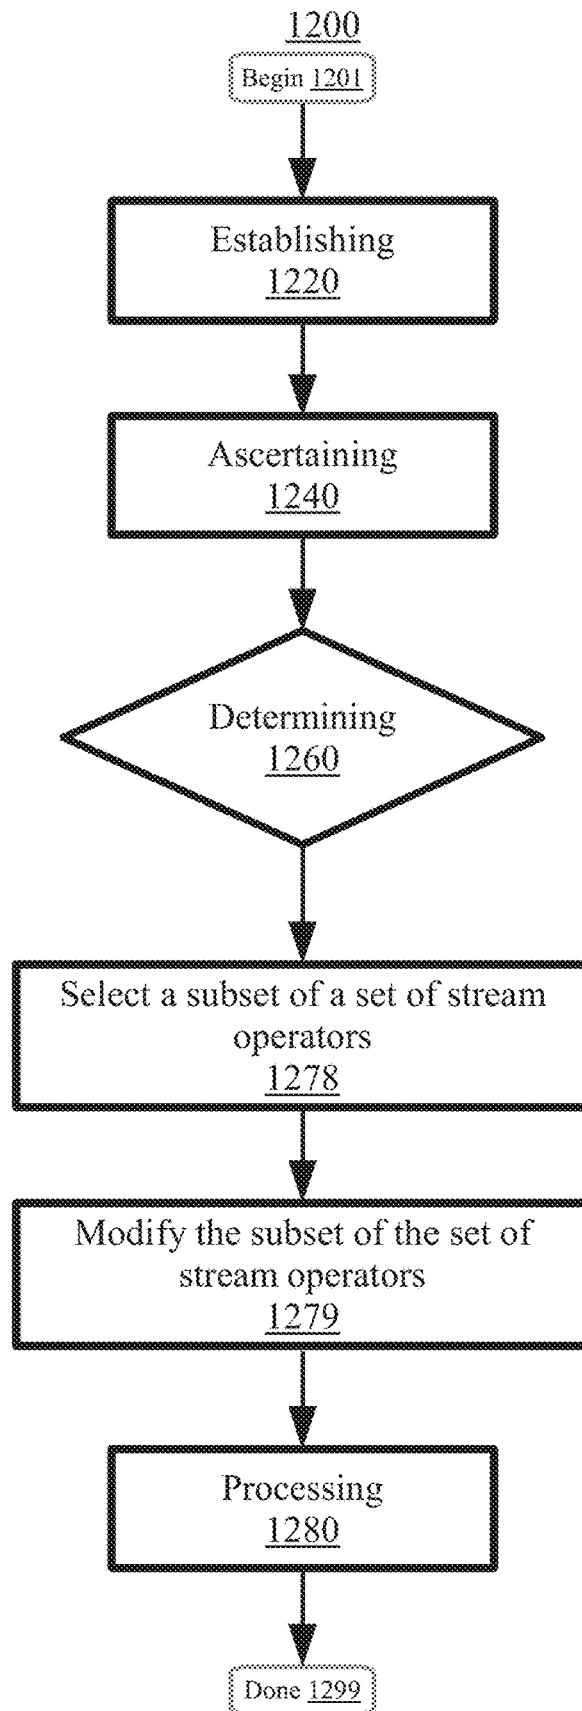 1200
Begin 1201
Establishing
1220
Ascertaining
1240
Determining
1260
Select a subset of a set of stream
operators
1278
Modify the subset of the set of
stream operators
1279
Processing
1280
Done 1299